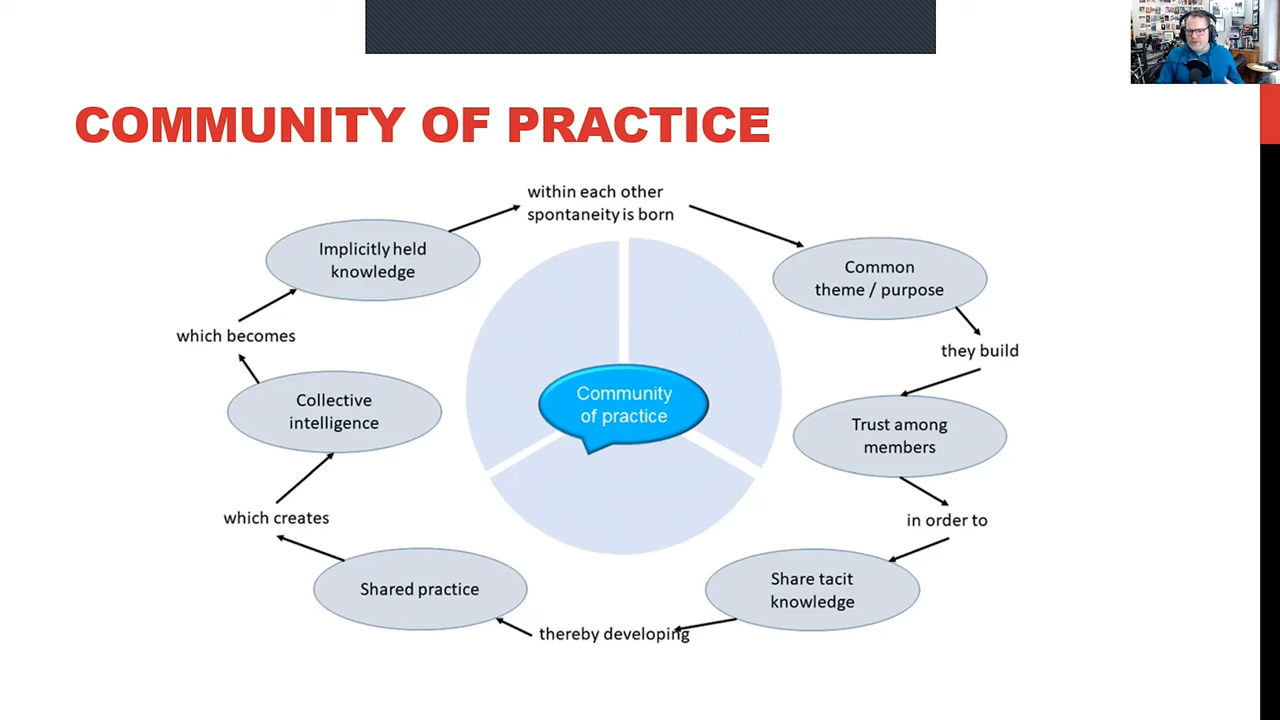 COMMUNITY OF PRACTICE
within each other
spontaneity is born
Implicitly held
knowledge
Common
theme / purpose
which becomes
they build
Community
of practice
Collective
intelligence
Trust among
members
which creates
in order to
Shared practice
Share tacit
knowledge
thereby developing